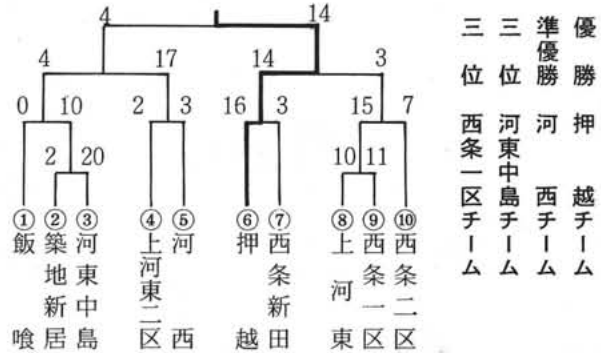 優勝 押越チーム
準優勝 河西チーム
三位 河東中島チーム
三位 西条一区チーム
4 14
4 17 14 3
0 10 2 3 16 3 15 7
2 20 10 11
① 飯喰
② 築地新居
③ 河東中島
④ 上河東二区
⑤ 河西
⑥ 押越
⑦ 西条新田
⑧ 上河東
⑨ 西条一区
⑩ 西条二区